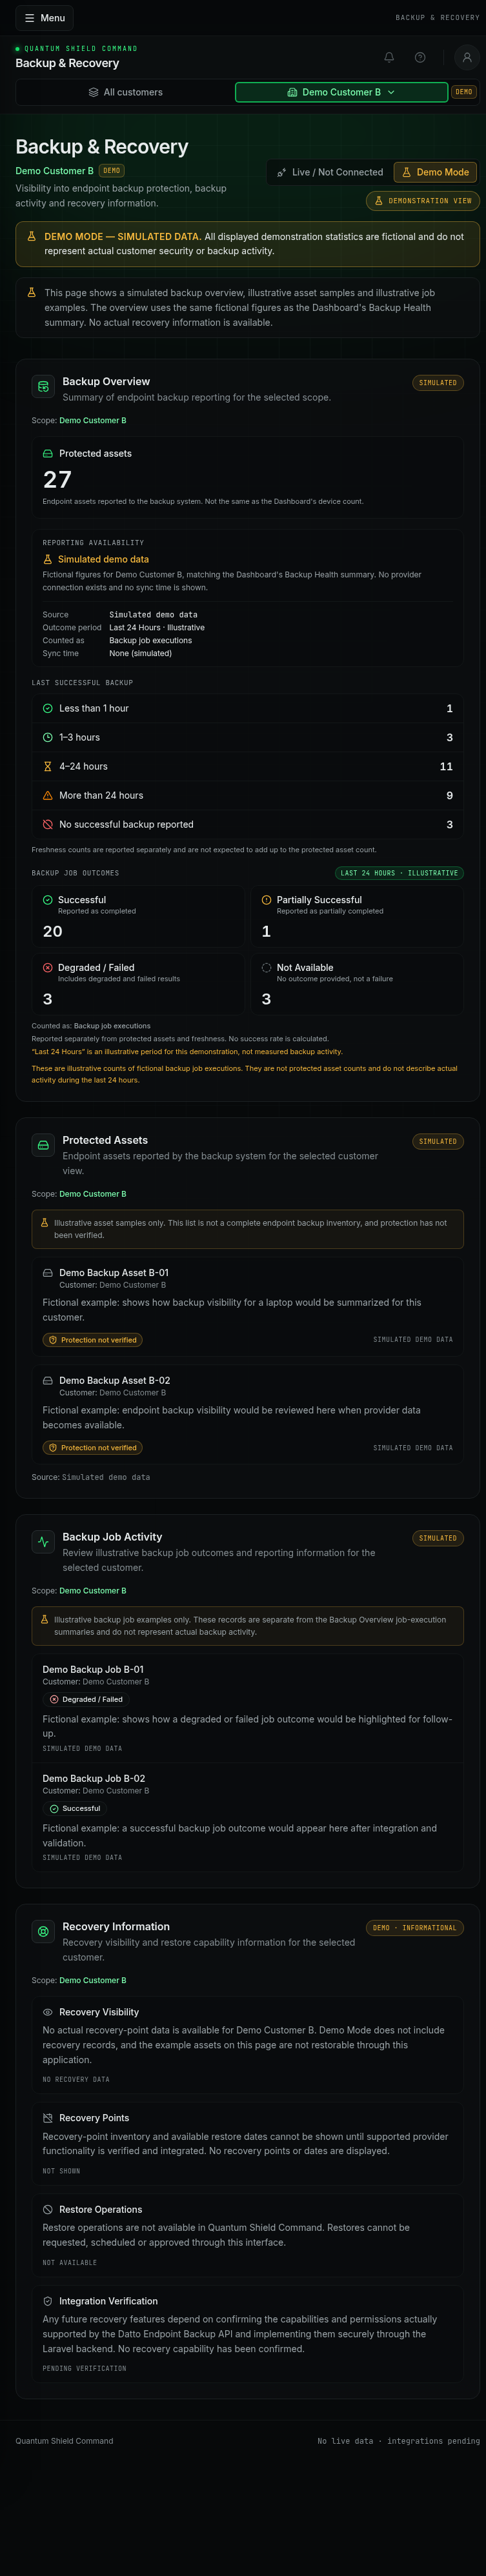 Menu
BACKUP & RECOVERY
QUANTUM SHIELD COMMAND
Backup & Recovery
All customers
Demo Customer B
DEMO
Backup & Recovery
Demo Customer B
DEMO
Live / Not Connected
Demo Mode
Visibility into endpoint backup protection, backup
activity and recovery information.
DEMONSTRATION VIEW
DEMO MODE — SIMULATED DATA. All displayed demonstration statistics are fictional and do not
represent actual customer security or backup activity.
This page shows a simulated backup overview, illustrative asset samples and illustrative job
examples. The overview uses the same fictional figures as the Dashboard's Backup Health
summary. No actual recovery information is available.
Backup Overview
SIMULATED
Summary of endpoint backup reporting for the selected scope.
Scope: Demo Customer B
Protected assets
27
Endpoint assets reported to the backup system. Not the same as the Dashboard's device count.
REPORTING AVAILABILITY
Simulated demo data
Fictional figures for Demo Customer B, matching the Dashboard's Backup Health summary. No provider
connection exists and no sync time is shown.
Source Simulated demo data
Outcome period Last 24 Hours · Illustrative
Counted as Backup job executions
Sync time None (simulated)
LAST SUCCESSFUL BACKUP
Less than 1 hour 1
1–3 hours 3
4–24 hours 11
More than 24 hours 9
No successful backup reported 3
Freshness counts are reported separately and are not expected to add up to the protected asset count.
BACKUP JOB OUTCOMES
LAST 24 HOURS · ILLUSTRATIVE
Successful
Reported as completed
20
Partially Successful
Reported as partially completed
1
Degraded / Failed
Includes degraded and failed results
3
Not Available
No outcome provided, not a failure
3
Counted as: Backup job executions
Reported separately from protected assets and freshness. No success rate is calculated.
"Last 24 Hours" is an illustrative period for this demonstration, not measured backup activity.
These are illustrative counts of fictional backup job executions. They are not protected asset counts and do not describe actual
activity during the last 24 hours.
Protected Assets
SIMULATED
Endpoint assets reported by the backup system for the selected customer
view.
Scope: Demo Customer B
Illustrative asset samples only. This list is not a complete endpoint backup inventory, and protection has not
been verified.
Demo Backup Asset B-01
Customer: Demo Customer B
Fictional example: shows how backup visibility for a laptop would be summarized for this
customer.
Protection not verified
SIMULATED DEMO DATA
Demo Backup Asset B-02
Customer: Demo Customer B
Fictional example: endpoint backup visibility would be reviewed here when provider data
becomes available.
Protection not verified
SIMULATED DEMO DATA
Source: Simulated demo data
Backup Job Activity
SIMULATED
Review illustrative backup job outcomes and reporting information for the
selected customer.
Scope: Demo Customer B
Illustrative backup job examples only. These records are separate from the Backup Overview job-execution
summaries and do not represent actual backup activity.
Demo Backup Job B-01
Customer: Demo Customer B
Degraded / Failed
Fictional example: shows how a degraded or failed job outcome would be highlighted for follow-
up.
SIMULATED DEMO DATA
Demo Backup Job B-02
Customer: Demo Customer B
Successful
Fictional example: a successful backup job outcome would appear here after integration and
validation.
SIMULATED DEMO DATA
Recovery Information
DEMO · INFORMATIONAL
Recovery visibility and restore capability information for the selected
customer.
Scope: Demo Customer B
Recovery Visibility
No actual recovery-point data is available for Demo Customer B. Demo Mode does not include
recovery records, and the example assets on this page are not restorable through this
application.
NO RECOVERY DATA
Recovery Points
Recovery-point inventory and available restore dates cannot be shown until supported provider
functionality is verified and integrated. No recovery points or dates are displayed.
NOT SHOWN
Restore Operations
Restore operations are not available in Quantum Shield Command. Restores cannot be
requested, scheduled or approved through this interface.
NOT AVAILABLE
Integration Verification
Any future recovery features depend on confirming the capabilities and permissions actually
supported by the Datto Endpoint Backup API and implementing them securely through the
Laravel backend. No recovery capability has been confirmed.
PENDING VERIFICATION
Quantum Shield Command
No live data · integrations pending